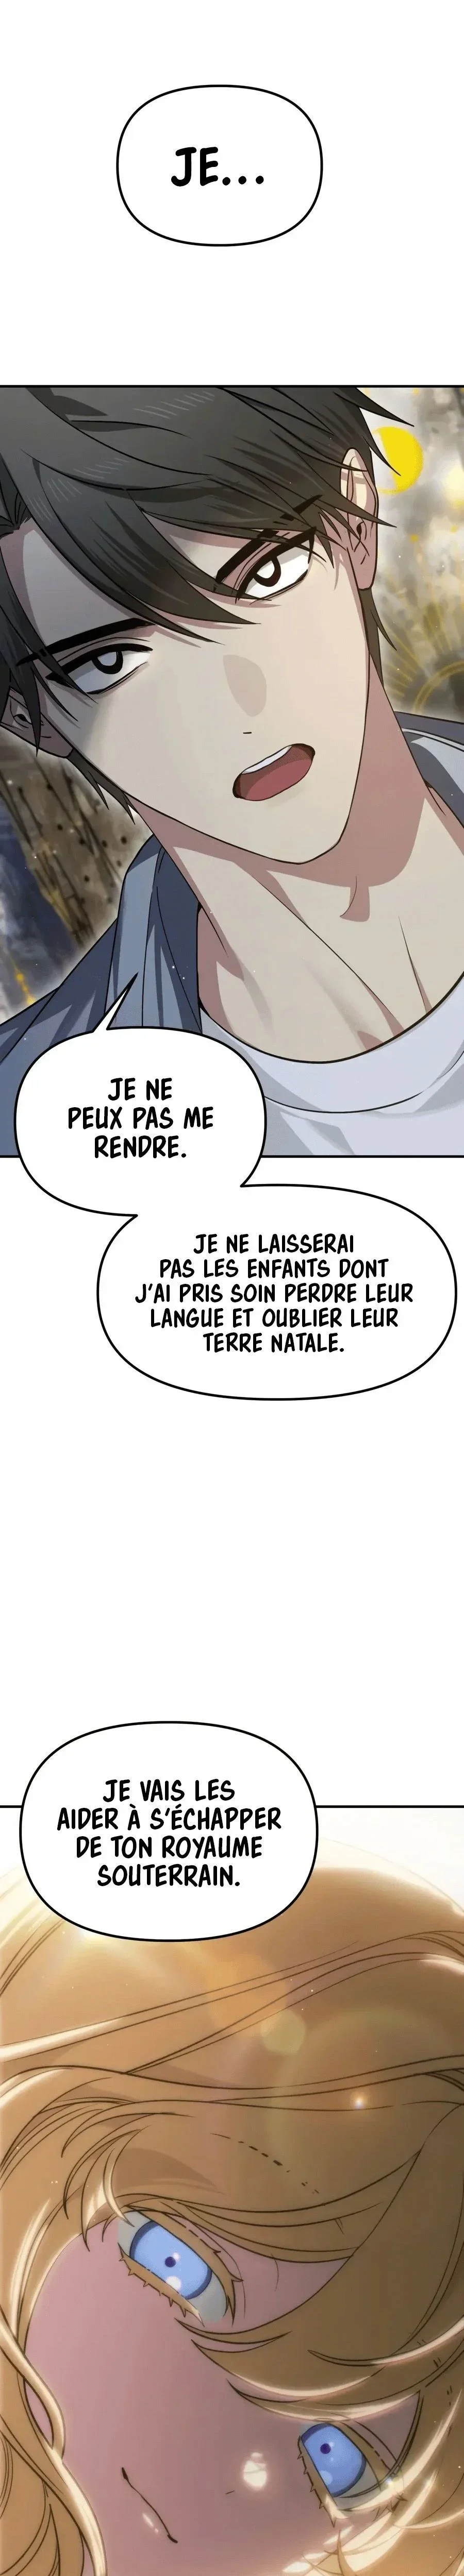 JE...
JE NE
PEUX PAS ME
RENDRE.
JE NE LAISSERAI
PAS LES ENFANTS DONT
J'AI PRIS SOIN PERDRE LEUR
LANGUE ET OUBLIER LEUR
TERRE NATALE.
JE VAIS LES
AIDER À S'ÉCHAPPER
DE TON ROYAUME
SOUTERRAIN.